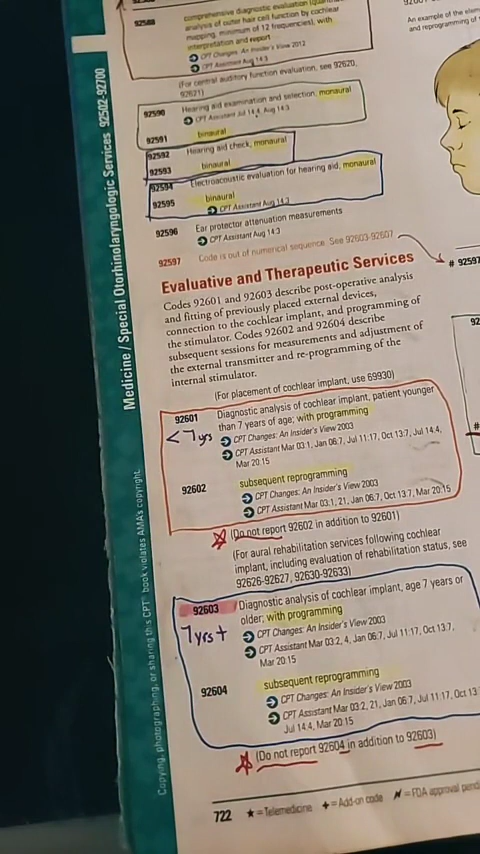 92588
comprehensive diagnostic evaluation
analysis of outer hair cell function by cochlear
mapping, minimum of 12 frequencies), with
interpretation and report
CPT Changes: An Insider's View 2012
CPT Assistant Aug 14:3
(For central auditory function evaluation, see 92620,
92621)
92590 Hearing aid examination and selection; monaural
CPT Assistant Jul 14:4, Aug 14:3
92591 binaural
92592 Hearing aid check; monaural
92593 binaural
92594 Electroacoustic evaluation for hearing aid; monaural
92595 binaural
CPT Assistant Aug 14:3
92596 Ear protector attenuation measurements
CPT Assistant Aug 14:3
92597 Code is out of numerical sequence. See 92603-92607
Evaluative and Therapeutic Services
Codes 92601 and 92603 describe post-operative analysis
and fitting of previously placed external devices,
connection to the cochlear implant, and programming of
the stimulator. Codes 92602 and 92604 describe
subsequent sessions for measurements and adjustment of
the external transmitter and re-programming of the
internal stimulator.
(For placement of cochlear implant, use 69930)
92601 Diagnostic analysis of cochlear implant, patient younger
than 7 years of age; with programming
< 7 yrs
CPT Changes: An Insider's View 2003
CPT Assistant Mar 03:1, Jan 06:7, Jul 11:17, Oct 13:7, Jul 14:4,
Mar 20:15
92602 subsequent reprogramming
CPT Changes: An Insider's View 2003
CPT Assistant Mar 03:1, 21, Jan 06:7, Oct 13:7, Mar 20:15
(Do not report 92602 in addition to 92601)
(For aural rehabilitation services following cochlear
implant, including evaluation of rehabilitation status, see
92626-92627, 92630-92633)
92603 Diagnostic analysis of cochlear implant, age 7 years or
older; with programming
7 yrs +
CPT Changes: An Insider's View 2003
CPT Assistant Mar 03:2, 4, Jan 06:7, Jul 11:17, Oct 13:7,
Mar 20:15
92604 subsequent reprogramming
CPT Changes: An Insider's View 2003
CPT Assistant Mar 03:2, 21, Jan 06:7, Jul 11:17, Oct 13
Jul 14:4, Mar 20:15
(Do not report 92604 in addition to 92603)
722 ★=Telemedicine +=Add-on code =FDA approval pend
Medicine / Special Otorhinolaryngologic Services 92502-92700
Copying, photographing, or sharing this CPT® book violates AMA's copyright.
An example of the
and reprogramming of
# 92597
92
#